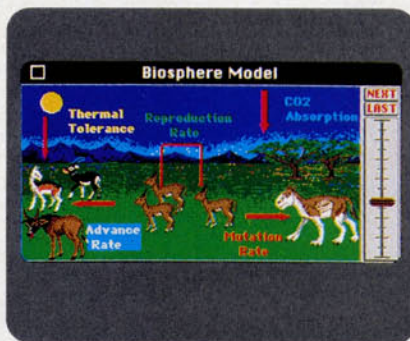 Biosphere Model
NEXT
LAST
Thermal
Tolerance
Reproduction
Rate
CO2
Absorption
Advance
Rate
Mutation
Rate